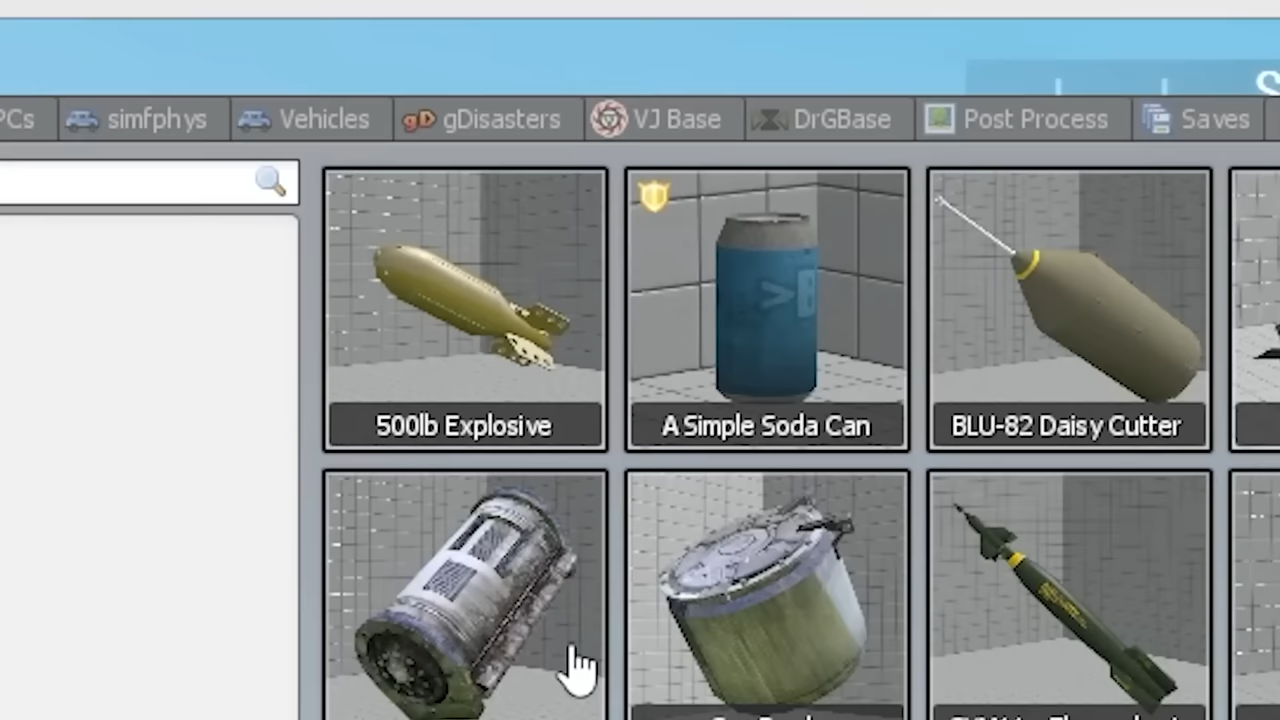 PCs
simfphys
Vehicles
gD gDisasters
VJ Base
DrGBase
Post Process
Saves
500lb Explosive
A Simple Soda Can
BLU-82 Daisy Cutter